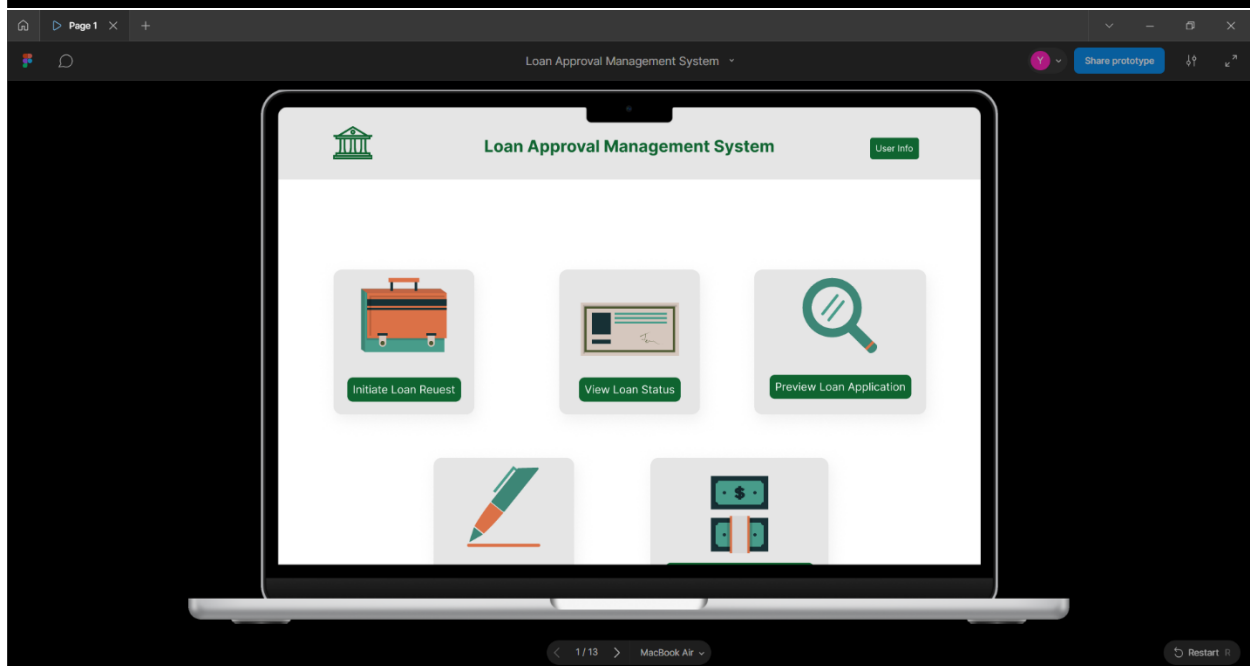 Page 1
Loan Approval Management System
Y
Share prototype
Loan Approval Management System
User Info
Initiate Loan Reuest
View Loan Status
Preview Loan Application
$
1 / 13
MacBook Air
Restart R